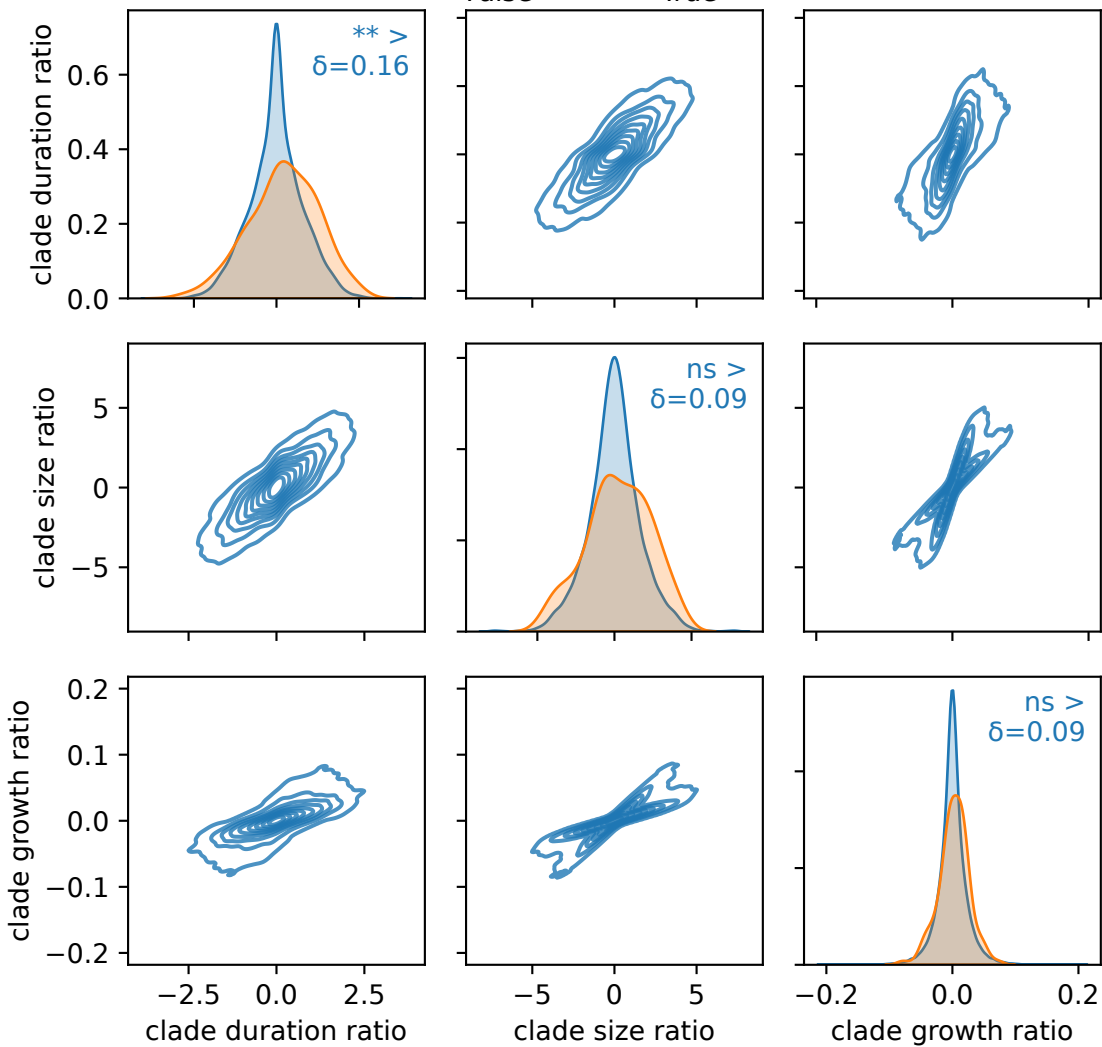 clade duration ratio
0.6
0.4
0.2
0.0
** >
δ=0.16
clade size ratio
5
0
−5
ns >
δ=0.09
clade growth ratio
0.2
0.1
0.0
−0.1
−0.2
ns >
δ=0.09
−2.5 0.0 2.5
−5 0 5
−0.2 0.0 0.2
clade duration ratio
clade size ratio
clade growth ratio